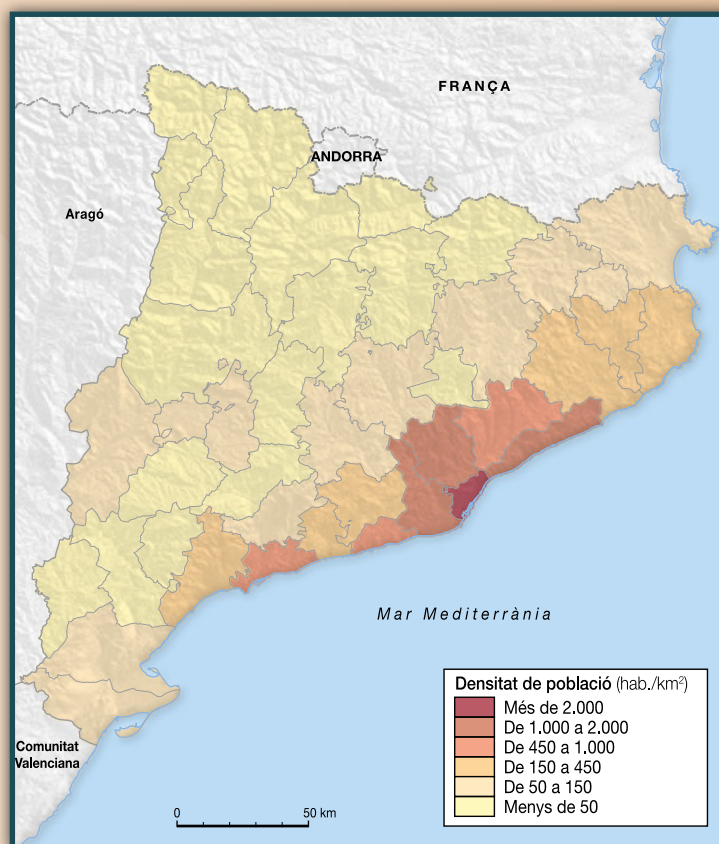 FRANÇA
ANDORRA
Aragó
Mar Mediterrània
Comunitat
Valenciana
0 50 km
Densitat de població (hab./km²)
Més de 2.000
De 1.000 a 2.000
De 450 a 1.000
De 150 a 450
De 50 a 150
Menys de 50